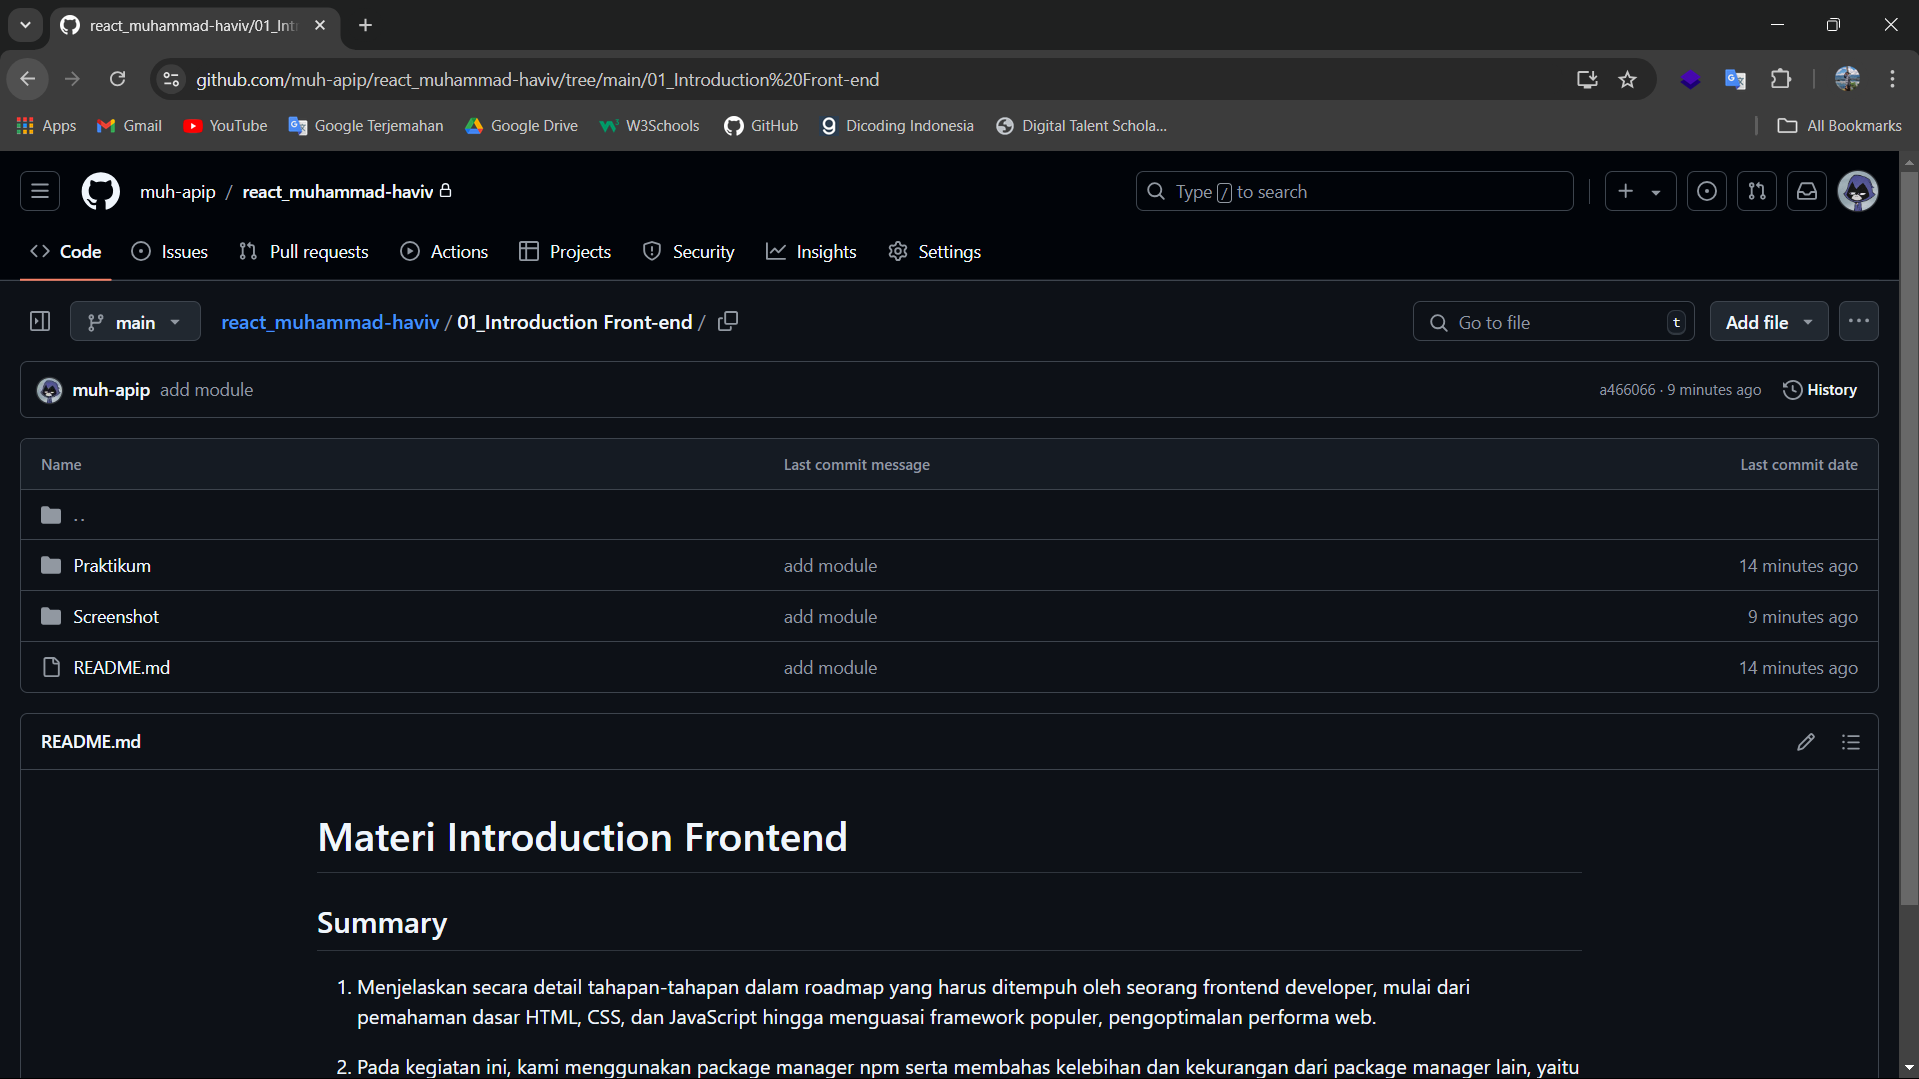 react_muhammad-haviv/01_Int
github.com/muh-apip/react_muhammad-haviv/tree/main/01_Introduction%20Front-end
Apps Gmail YouTube Google Terjemahan Google Drive W3Schools GitHub Dicoding Indonesia Digital Talent Schola... All Bookmarks
muh-apip / react_muhammad-haviv Type / to search
Code Issues Pull requests Actions Projects Security Insights Settings
main react_muhammad-haviv / 01_Introduction Front-end / Go to file t Add file
muh-apip add module a466066 · 9 minutes ago History
Name Last commit message Last commit date
..
Praktikum add module 14 minutes ago
Screenshot add module 9 minutes ago
README.md add module 14 minutes ago
README.md
Materi Introduction Frontend
Summary
1. Menjelaskan secara detail tahapan-tahapan dalam roadmap yang harus ditempuh oleh seorang frontend developer, mulai dari
pemahaman dasar HTML, CSS, dan JavaScript hingga menguasai framework populer, pengoptimalan performa web.
2. Pada kegiatan ini, kami menggunakan package manager npm serta membahas kelebihan dan kekurangan dari package manager lain, yaitu